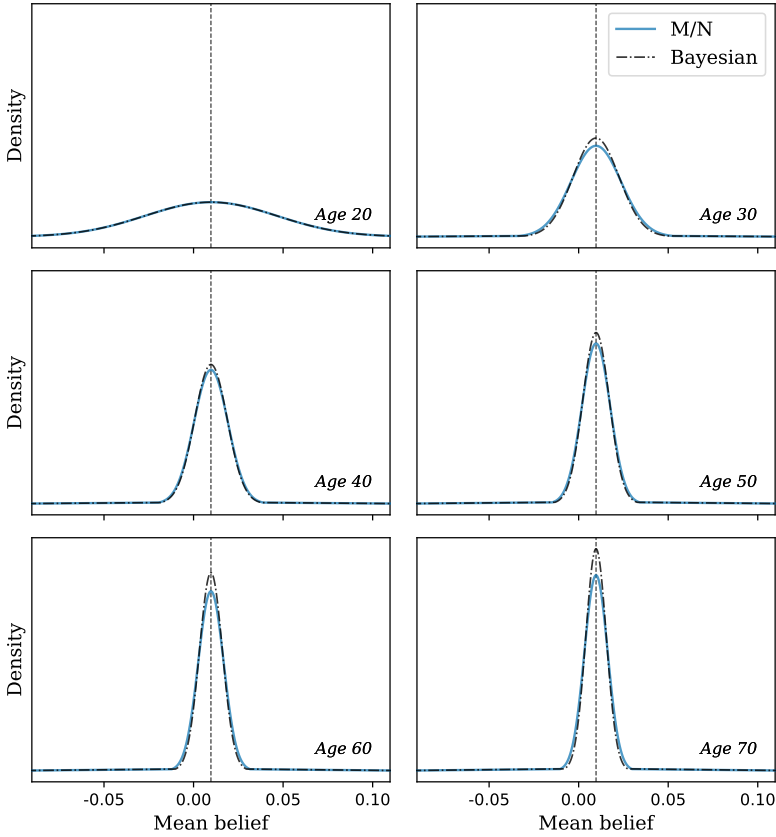 M/N
Bayesian
Density
Age 20
Age 30
Density
Age 40
Age 50
Density
Age 60
Age 70
-0.05 0.00 0.05 0.10 -0.05 0.00 0.05 0.10
Mean belief Mean belief